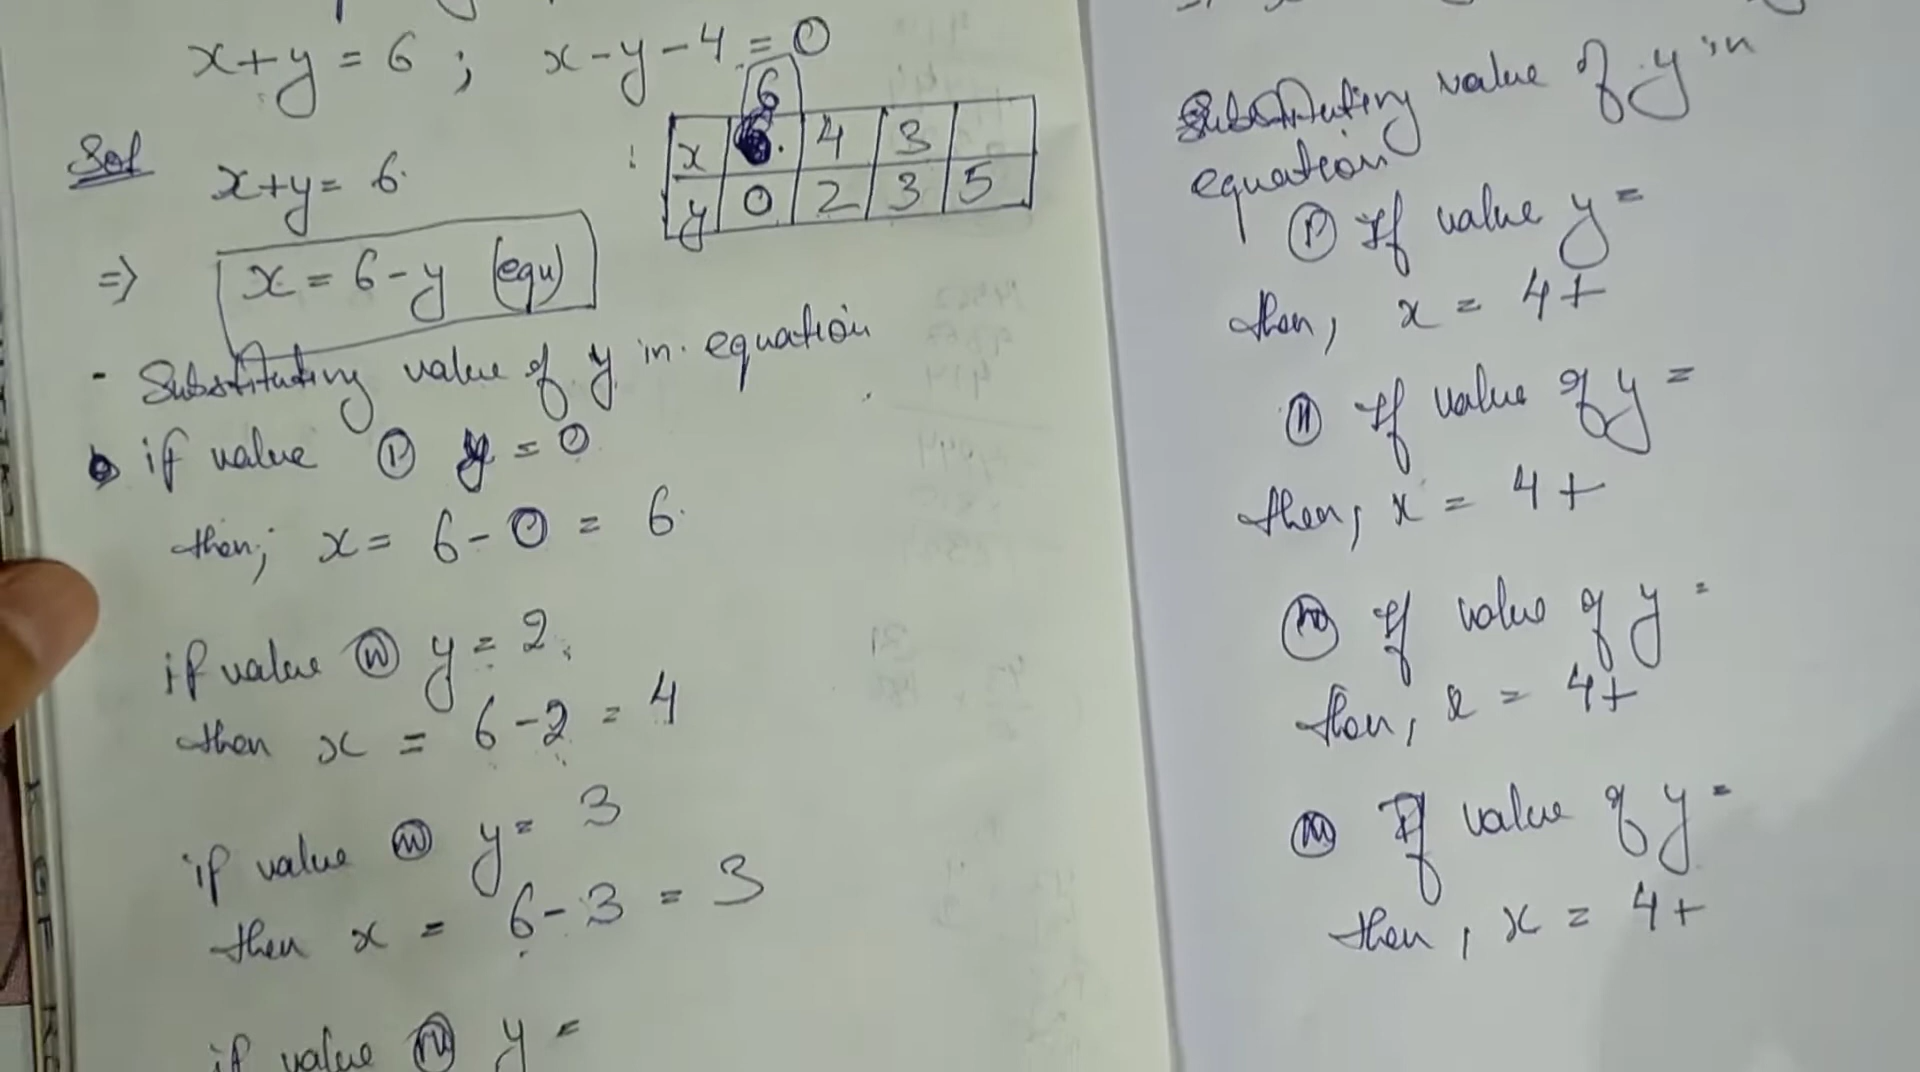 x+y = 6 ; x-y-4 = 0
Sol
x+y = 6.
6
x 4 3
y 0 2 3 5
=> x = 6-y (equ)
- Substituting value of y in equation
if value (i) y = 0
then; x = 6-0 = 6.
if value (ii) y = 2
then x = 6-2 = 4
if value (iii) y = 3
then x = 6-3 = 3
if value (iv) y =
Substituting value of y in
equation
(i) If value y =
then, x = 4+
(ii) If value of y =
then, x = 4+
If value of y =
then, x = 4+
If value of y =
then, x = 4+